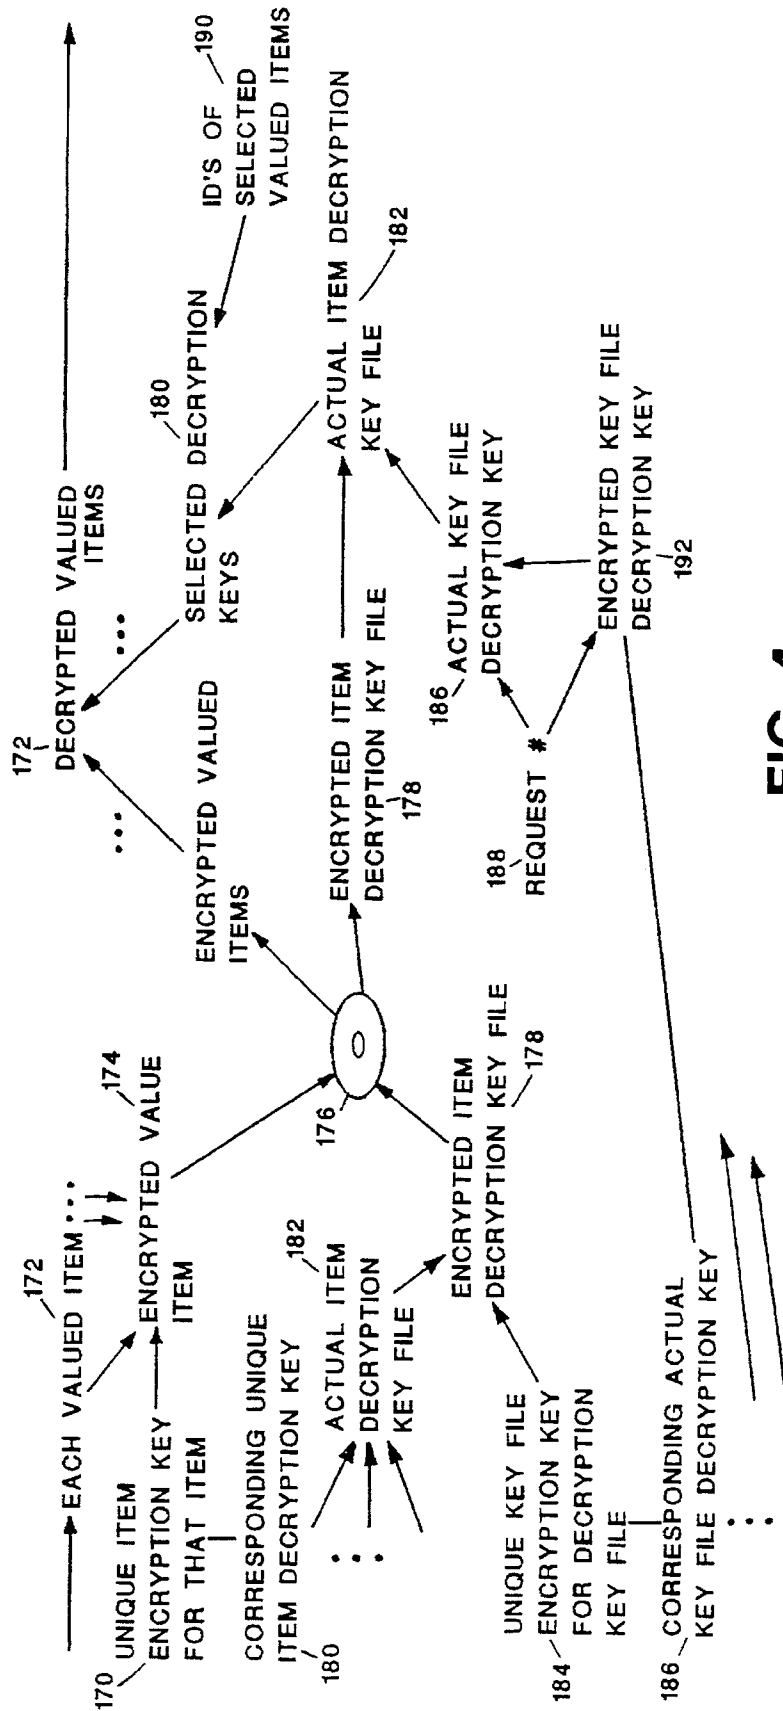 172
EACH VALUED ITEM...
UNIQUE ITEM
ENCRYPTION KEY
FOR THAT ITEM
170
174
ENCRYPTED VALUE
ITEM
CORRESPONDING UNIQUE
ITEM DECRYPTION KEY
180
182
ACTUAL ITEM
DECRYPTION
KEY FILE
176
ENCRYPTED ITEM
DECRYPTION KEY FILE
178
UNIQUE KEY FILE
ENCRYPTION KEY
FOR DECRYPTION
KEY FILE
184
CORRESPONDING ACTUAL
KEY FILE DECRYPTION KEY
186
172
DECRYPTED VALUED
ITEMS
...
...
ENCRYPTED VALUED
ITEMS
180
SELECTED DECRYPTION
KEYS
190
ID'S OF
SELECTED
VALUED ITEMS
ENCRYPTED ITEM
DECRYPTION KEY FILE
178
ACTUAL ITEM DECRYPTION
KEY FILE
182
186
ACTUAL KEY FILE
DECRYPTION KEY
188
REQUEST #
ENCRYPTED KEY FILE
DECRYPTION KEY
192